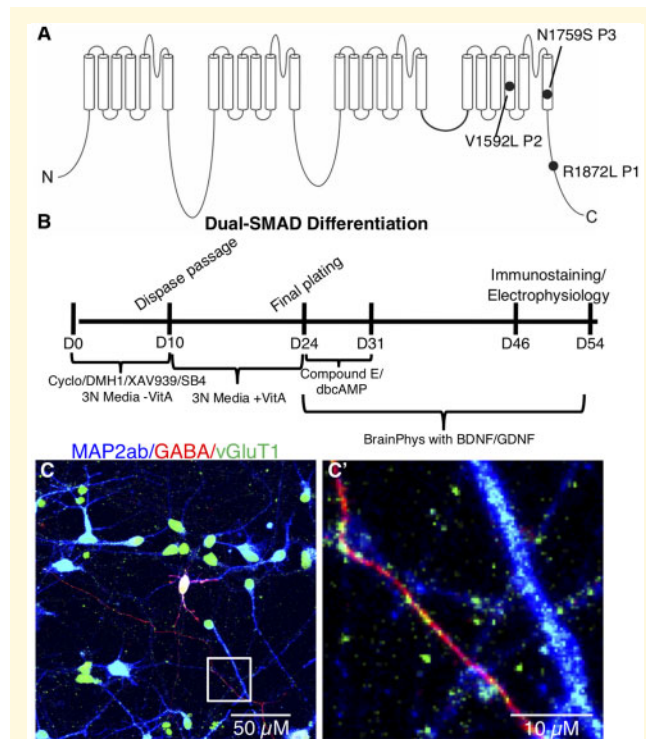 A
N1759S P3
V1592L P2
R1872L P1
N
C
B
Dual-SMAD Differentiation
Dispase passage
Final plating
Immunostaining/
Electrophysiology
D0
D10
D24
D31
D46
D54
Cyclo/DMH1/XAV939/SB4
3N Media -VitA
3N Media +VitA
Compound E/
dbcAMP
BrainPhys with BDNF/GDNF
MAP2ab/GABA/vGluT1
C
C'
50 µM
10 µM